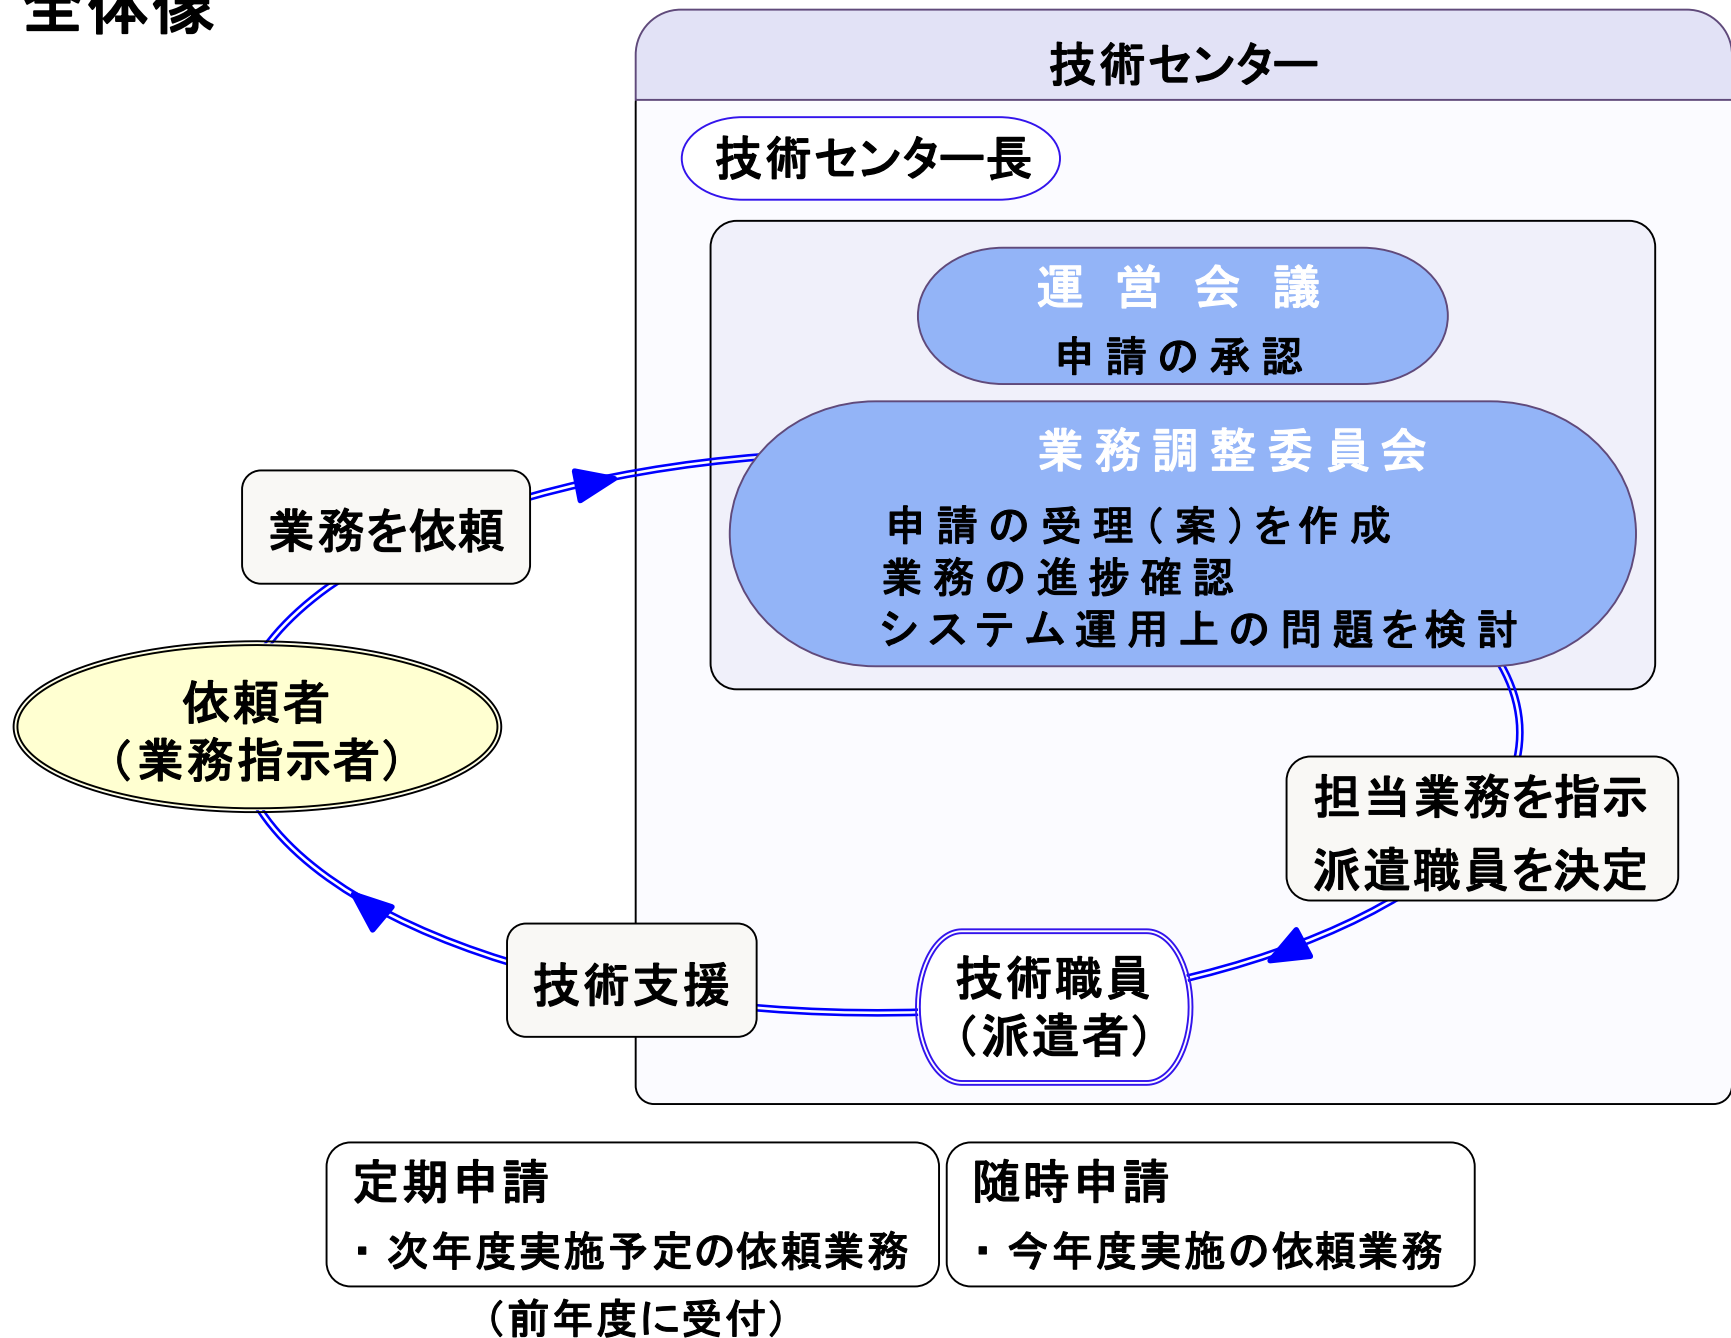 全体像
技術センター
技術センター長
運営会議
申請の承認
業務調整委員会
申請の受理(案)を作成
業務の進捗確認
システム運用上の問題を検討
業務を依頼
依頼者
（業務指示者）
担当業務を指示
派遣職員を決定
技術支援
技術職員
（派遣者）
定期申請
・次年度実施予定の依頼業務
（前年度に受付）
随時申請
・今年度実施の依頼業務